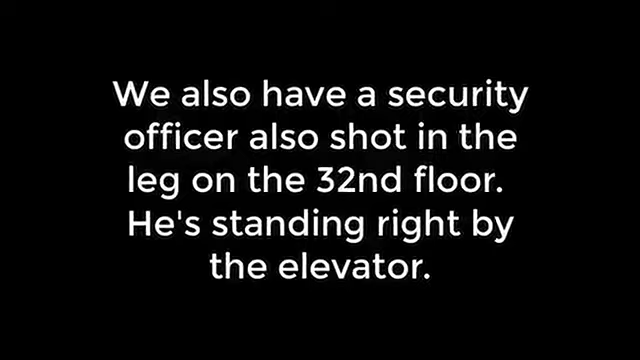 We also have a security
officer also shot in the
leg on the 32nd floor.
He's standing right by
the elevator.